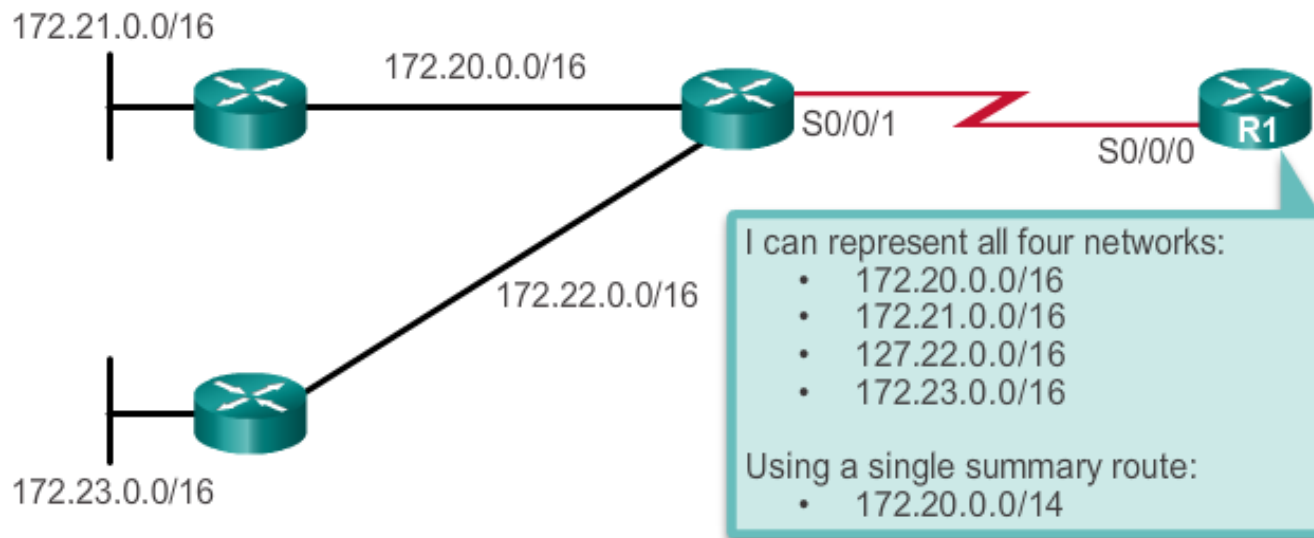 172.21.0.0/16
172.20.0.0/16
S0/0/1
R1
S0/0/0
172.22.0.0/16
172.23.0.0/16
I can represent all four networks:
• 172.20.0.0/16
• 172.21.0.0/16
• 127.22.0.0/16
• 172.23.0.0/16
Using a single summary route:
• 172.20.0.0/14